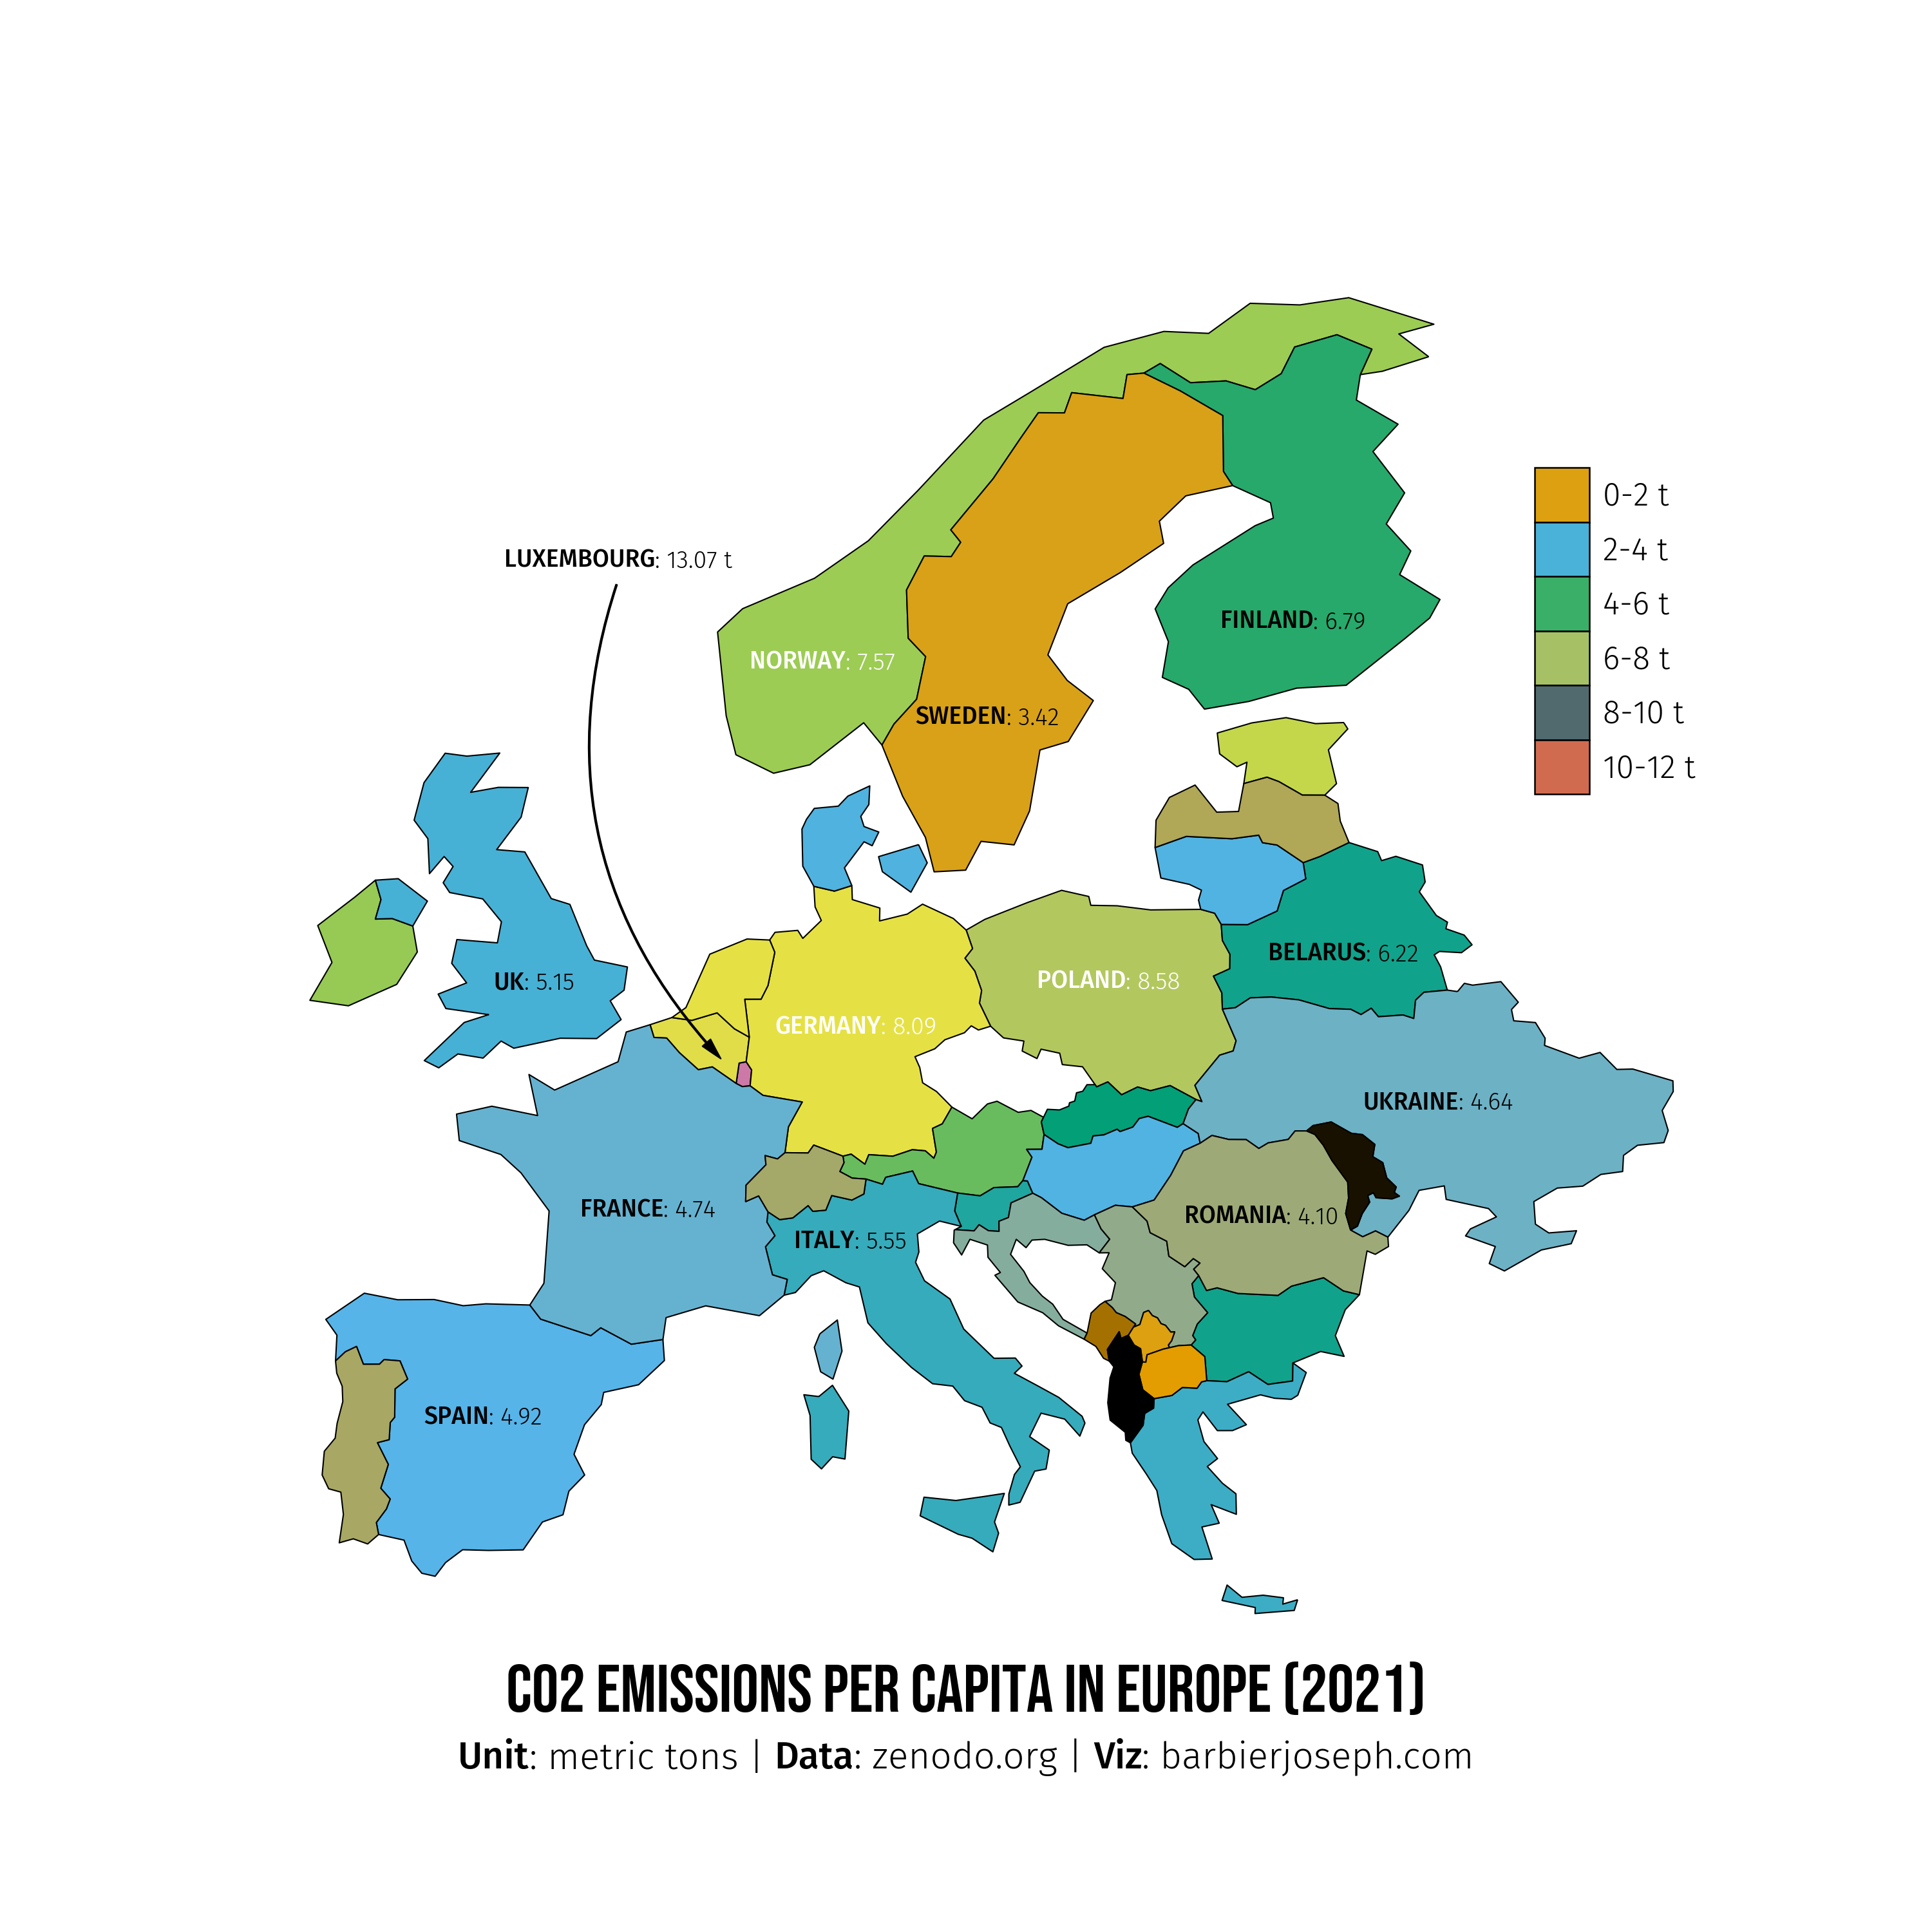 LUXEMBOURG: 13.07 t
NORWAY: 7.57
SWEDEN: 3.42
FINLAND: 6.79
0-2 t
2-4 t
4-6 t
6-8 t
8-10 t
10-12 t
UK: 5.15
POLAND: 8.58
BELARUS: 6.22
GERMANY: 8.09
UKRAINE: 4.64
FRANCE: 4.74
ITALY: 5.55
ROMANIA: 4.10
SPAIN: 4.92
CO2 EMISSIONS PER CAPITA IN EUROPE (2021)
Unit: metric tons | Data: zenodo.org | Viz: barbierjoseph.com